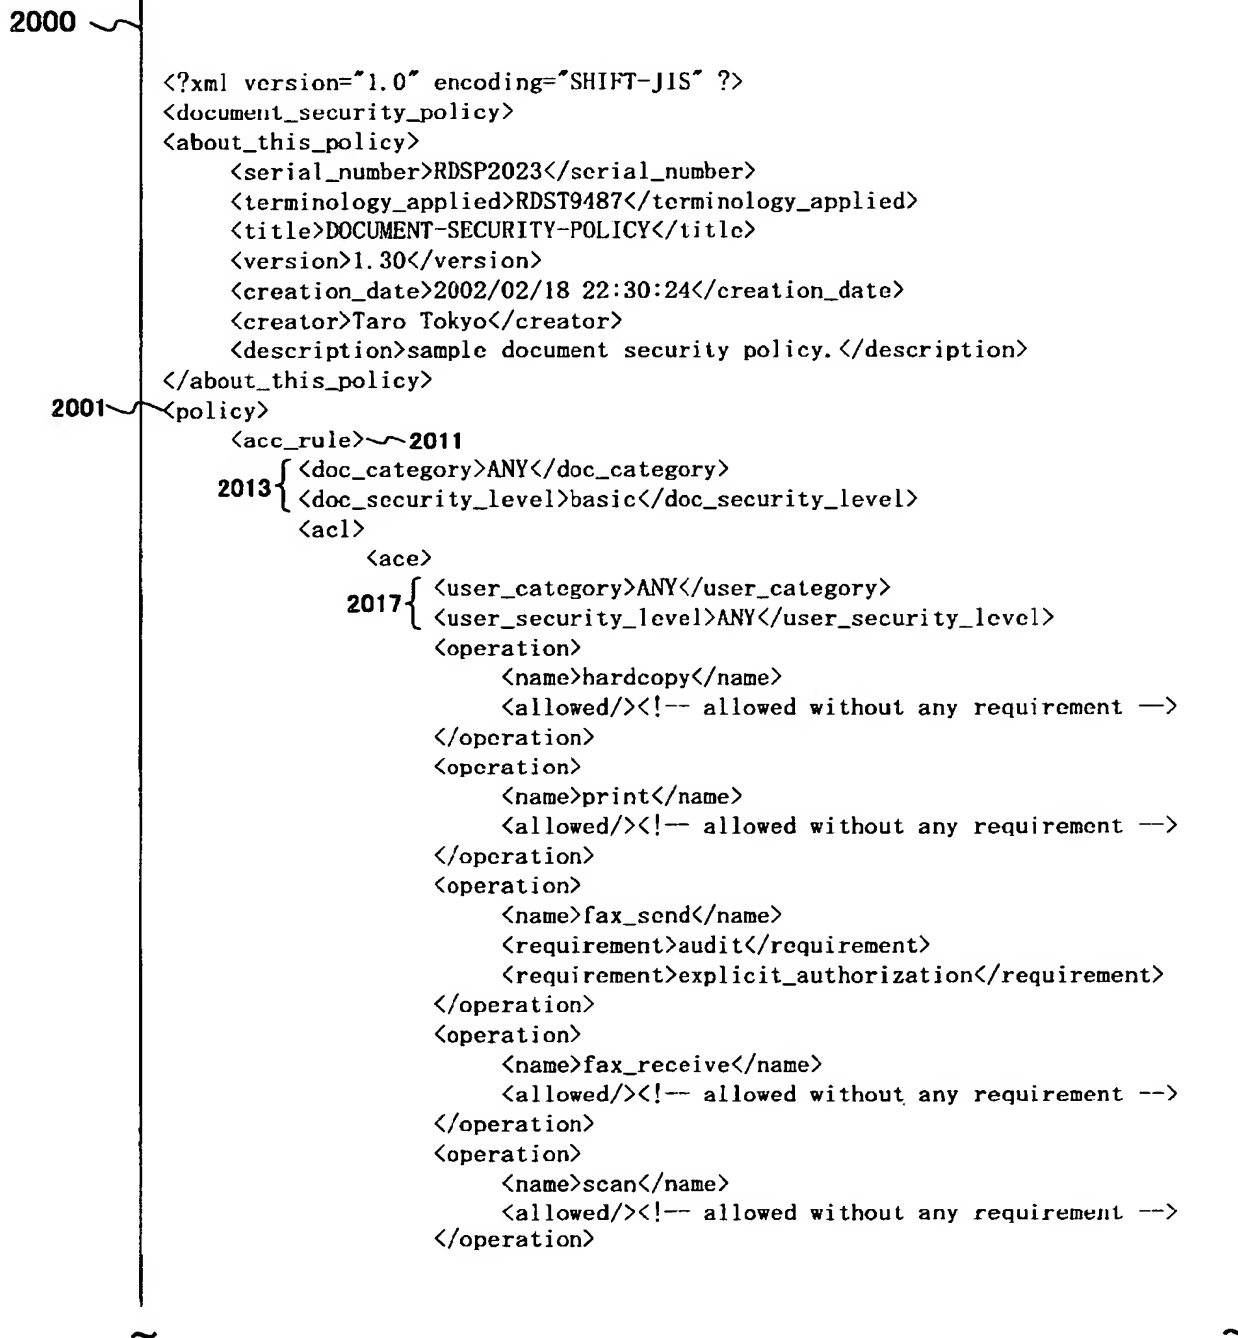 2000
<?xml version="1.0" encoding="SHIFT-JIS" ?>
<document_security_policy>
<about_this_policy>
<serial_number>RDSP2023</serial_number>
<terminology_applied>RDST9487</terminology_applied>
<title>DOCUMENT-SECURITY-POLICY</title>
<version>1.30</version>
<creation_date>2002/02/18 22:30:24</creation_date>
<creator>Taro Tokyo</creator>
<description>sample document security policy.</description>
</about_this_policy>
2001 <policy>
<acc_rule> 2011
<doc_category>ANY</doc_category>
2013 <doc_security_level>basic</doc_security_level>
<acl>
<ace>
<user_category>ANY</user_category>
2017 <user_security_level>ANY</user_security_level>
<operation>
<name>hardcopy</name>
<allowed/><!-- allowed without any requirement -->
</operation>
<operation>
<name>print</name>
<allowed/><!-- allowed without any requirement -->
</operation>
<operation>
<name>fax_send</name>
<requirement>audit</requirement>
<requirement>explicit_authorization</requirement>
</operation>
<operation>
<name>fax_receive</name>
<allowed/><!-- allowed without any requirement -->
</operation>
<operation>
<name>scan</name>
<allowed/><!-- allowed without any requirement -->
</operation>